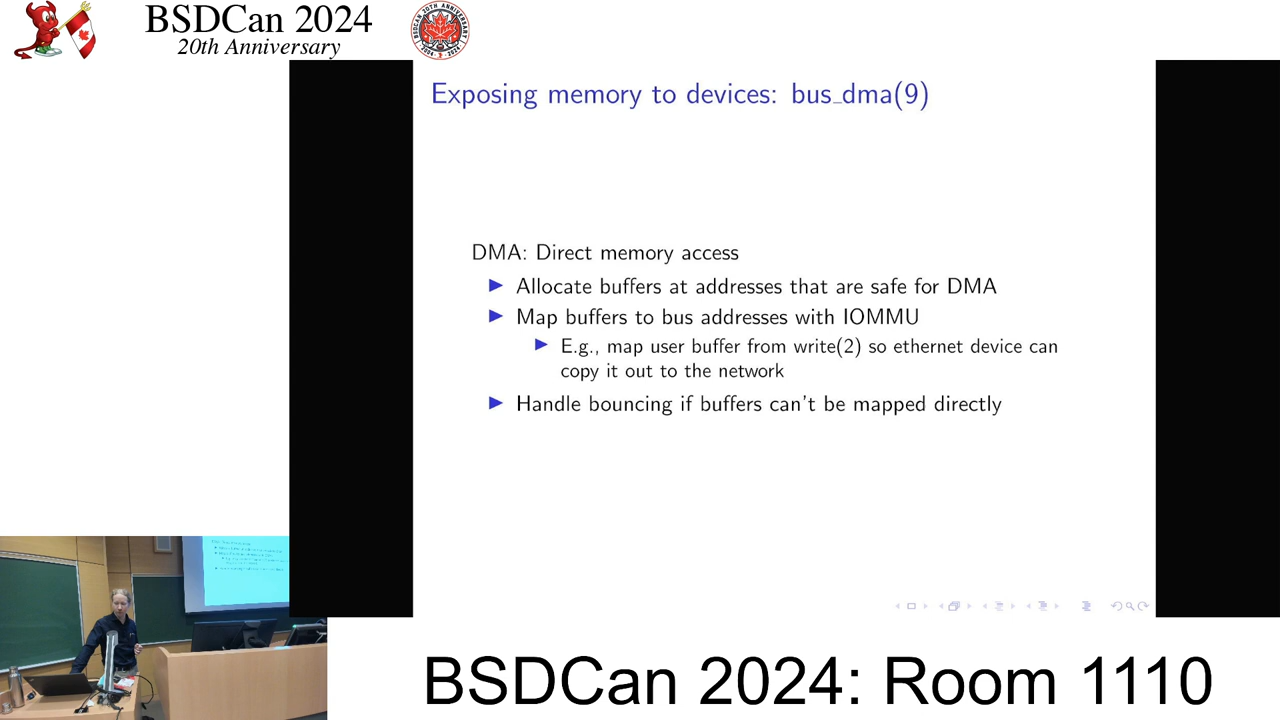 BSDCan 2024
20th Anniversary
Exposing memory to devices: bus_dma(9)
DMA: Direct memory access
Allocate buffers at addresses that are safe for DMA
Map buffers to bus addresses with IOMMU
E.g., map user buffer from write(2) so ethernet device can
copy it out to the network
Handle bouncing if buffers can't be mapped directly
BSDCan 2024: Room 1110